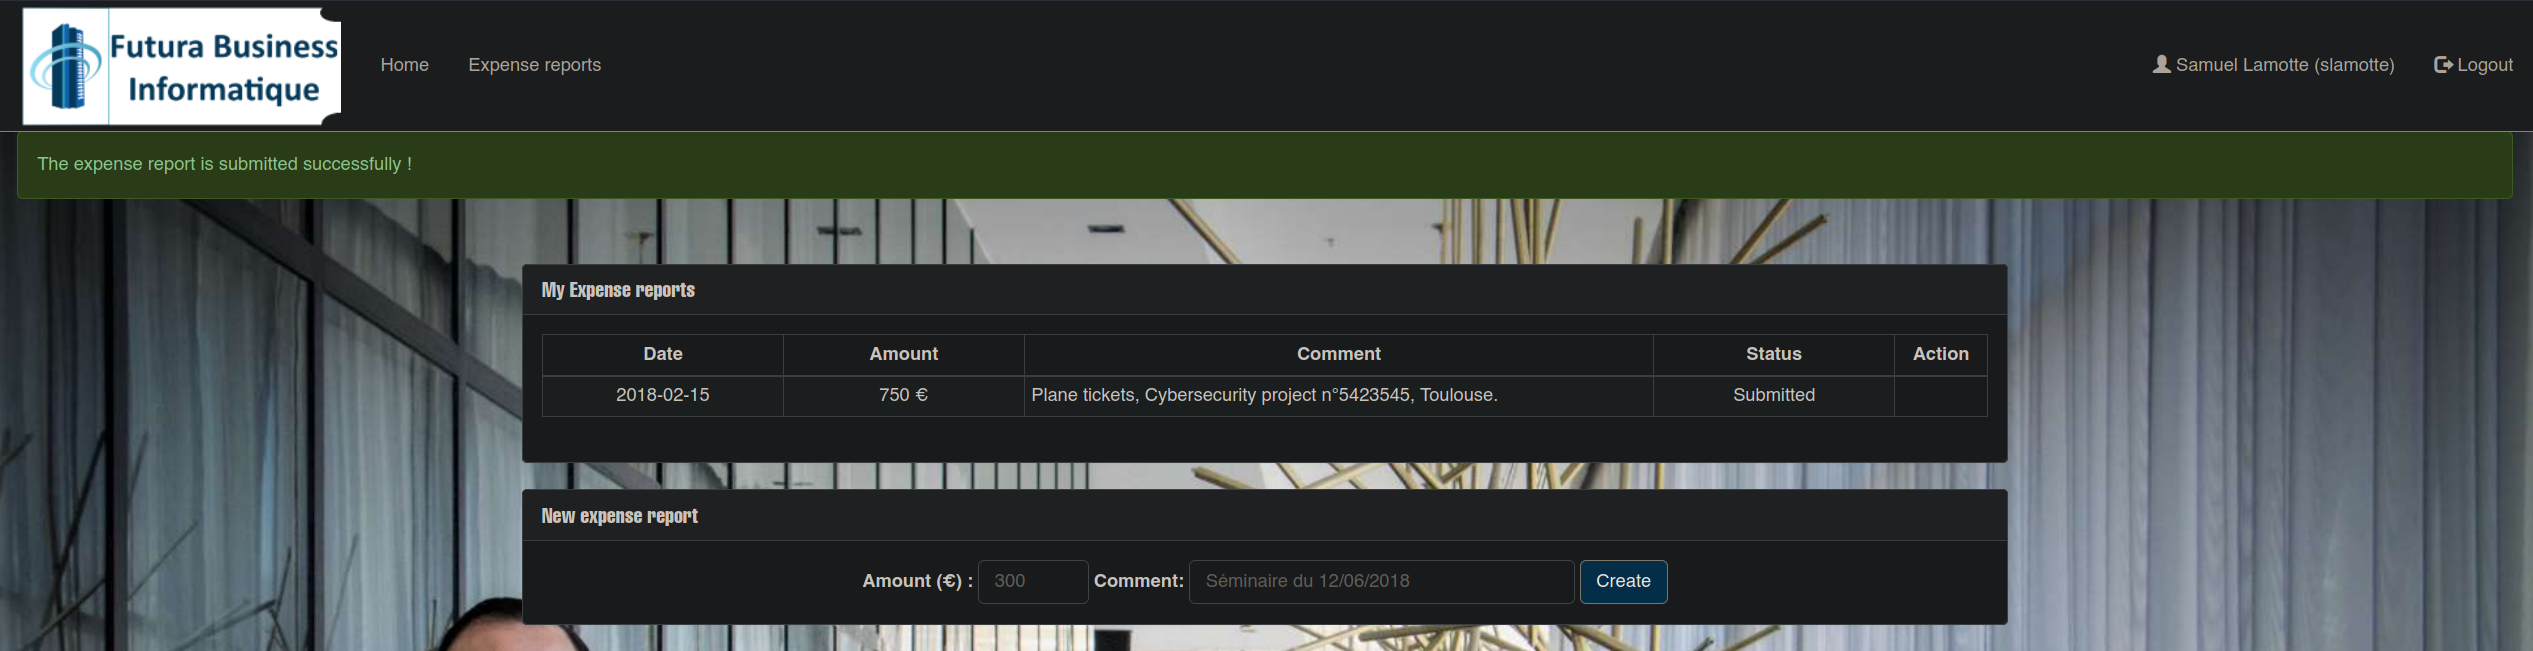 Futura Business
Informatique
Home Expense reports Samuel Lamotte (slamotte) Logout
The expense report is submitted successfully !
My Expense reports
Date Amount Comment Status Action
2018-02-15 750 € Plane tickets, Cybersecurity project n°5423545, Toulouse. Submitted
New expense report
Amount (€) : 300 Comment: Séminaire du 12/06/2018 Create